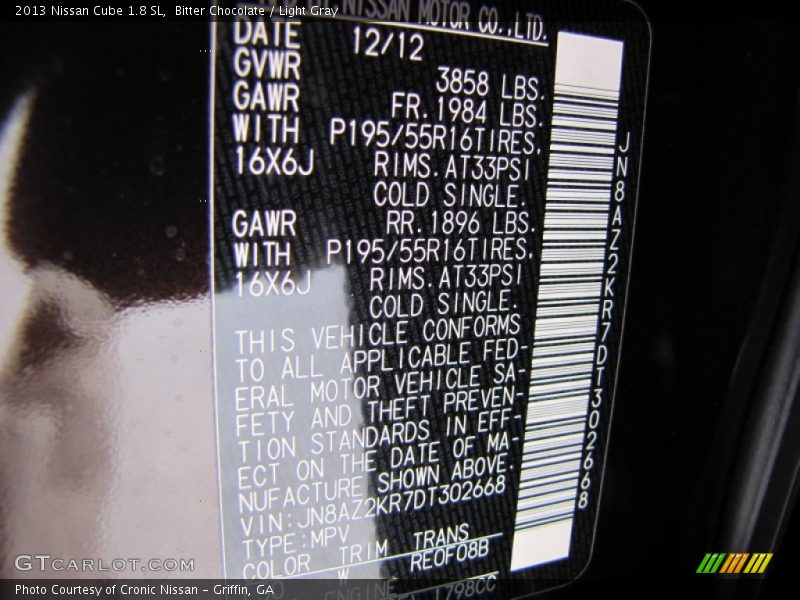 2013 Nissan Cube 1.8 SL,  Bitter Chocolate / Light Gray
NISSAN MOTOR CO.,LTD.
DATE 12/12
GVWR 3858 LBS.
GAWR FR.1984 LBS.
WITH P195/55R16TIRES.
16X6J RIMS.AT33PSI
COLD SINGLE.
GAWR RR.1896 LBS.
WITH P195/55R16TIRES.
16X6J RIMS.AT33PSI
COLD SINGLE.
THIS VEHICLE CONFORMS
TO ALL APPLICABLE FED-
ERAL MOTOR VEHICLE SA-
FETY AND THEFT PREVEN-
TION STANDARDS IN EFF-
ECT ON THE DATE OF MA-
NUFACTURE SHOWN ABOVE.
VIN:JN8AZ2KR7DT302668
TYPE:MPV
COLOR TRIM TRANS
W RE0F08B
ENGINE 1798CC
JN8AZ2KR7DT302668
GTCARLOT.COM
Photo Courtesy of Cronic Nissan - Griffin, GA